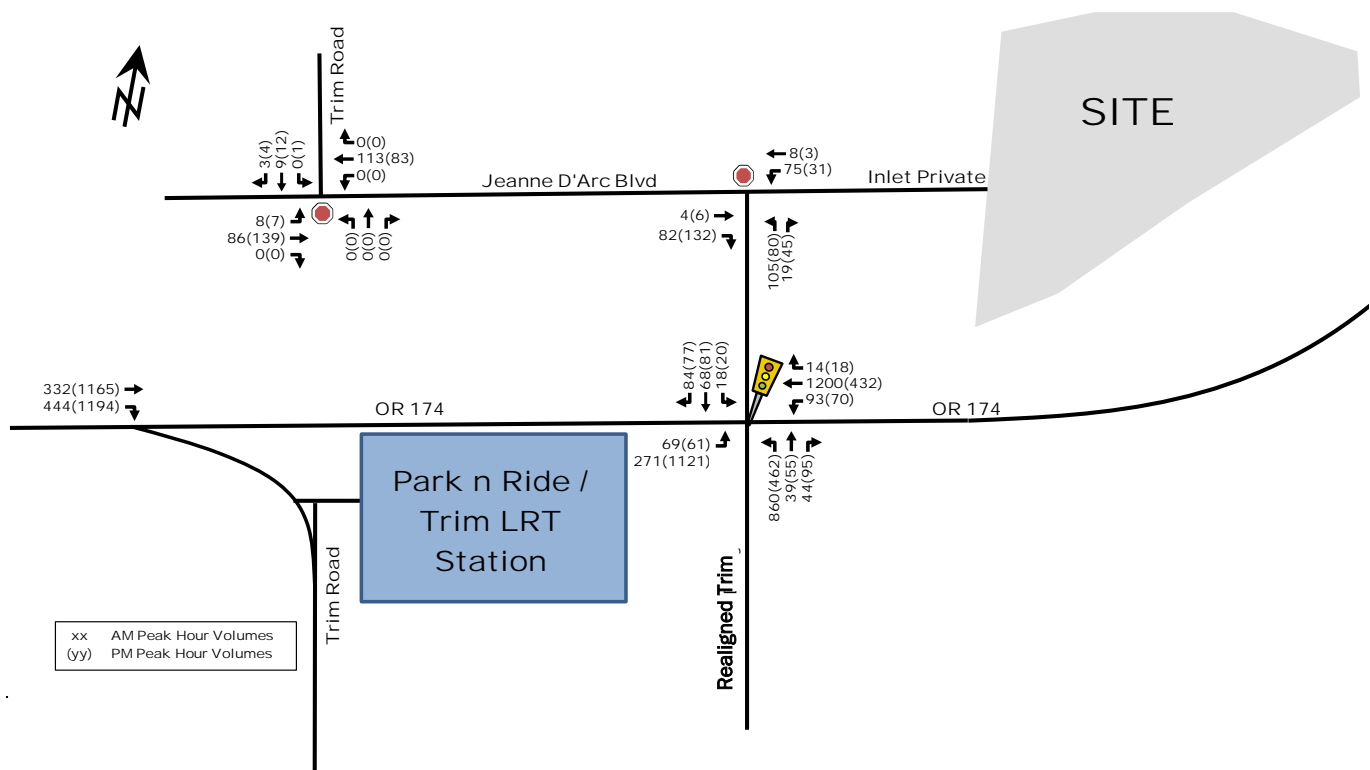 Trim Road
SITE
3(4)
9(12)
0(1)
0(0)
113(83)
0(0)
Jeanne D'Arc Blvd
8(3)
75(31)
Inlet Private
8(7)
86(139)
0(0)
0(0)
0(0)
0(0)
4(6)
82(132)
105(80)
19(45)
332(1165)
444(1194)
OR 174
84(77)
68(81)
18(20)
14(18)
1200(432)
93(70)
OR 174
69(61)
271(1121)
860(462)
39(55)
44(95)
Park n Ride /
Trim LRT
Station
Trim Road
Realigned Trim
xx AM Peak Hour Volumes
(yy) PM Peak Hour Volumes